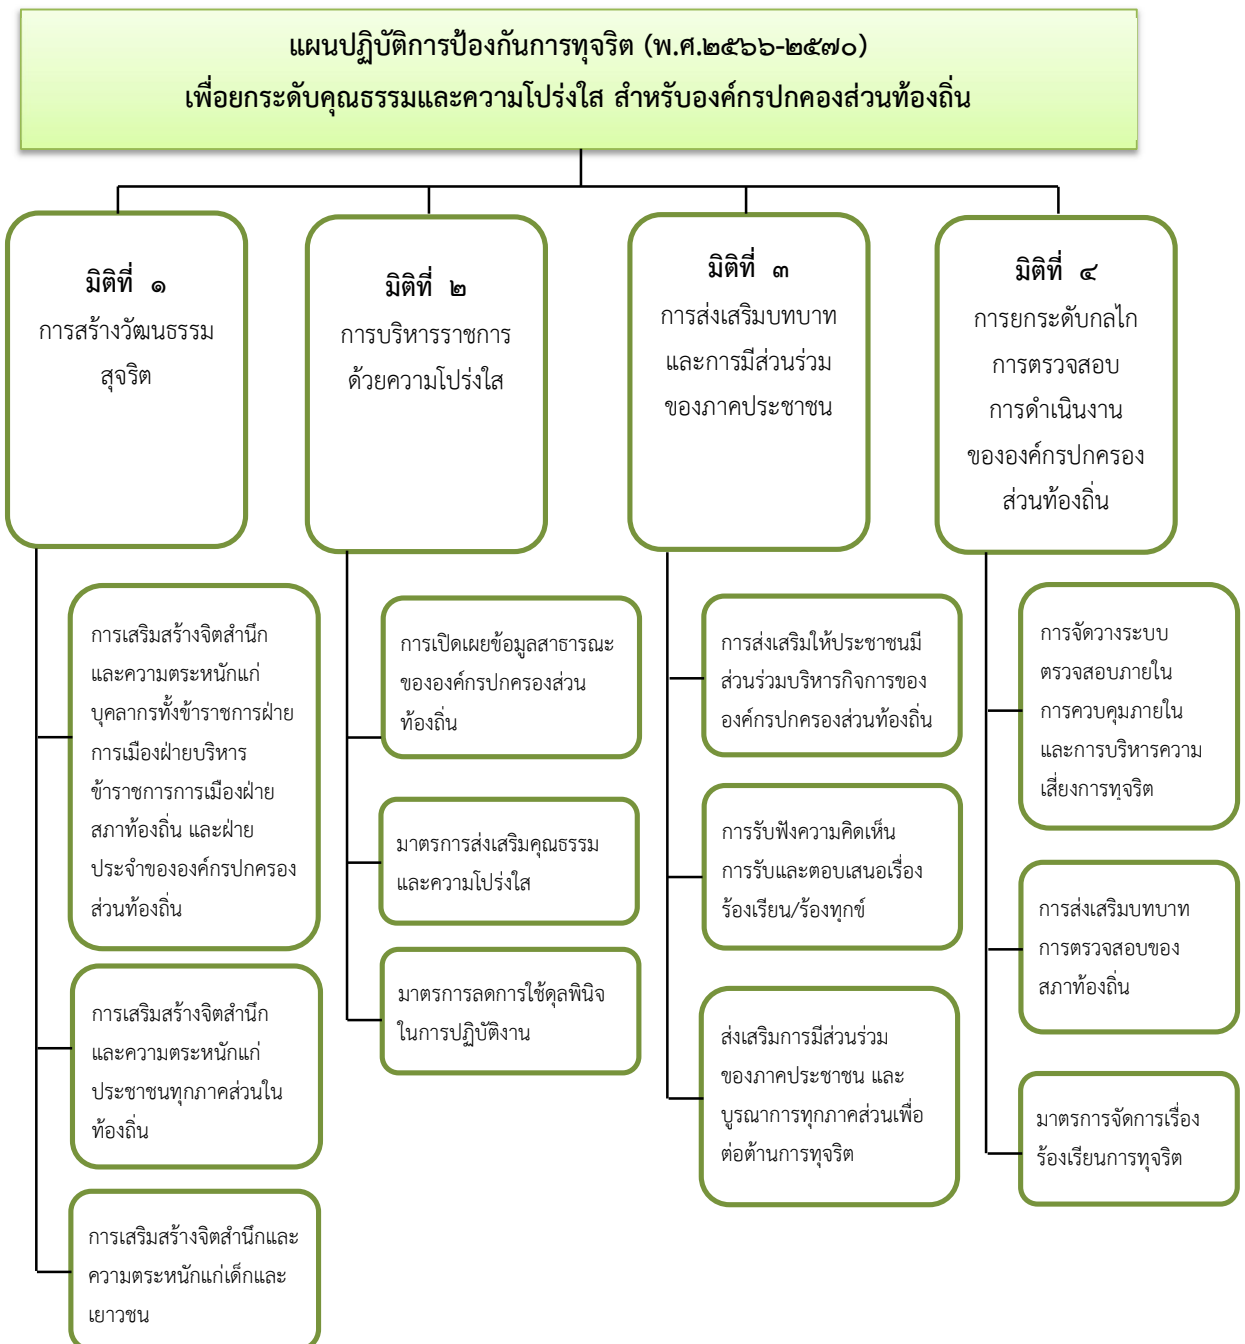 แผนปฏิบัติการป้องกันการทุจริต (พ.ศ.๒๕๖๖-๒๕๗๐)
เพื่อยกระดับคุณธรรมและความโปร่งใส สำหรับองค์กรปกคองส่วนท้องถิ่น
มิติที่ ๑
การสร้างวัฒนธรรม
สุจริต
มิติที่ ๒
การบริหารราชการ
ด้วยความโปร่งใส
มิติที่ ๓
การส่งเสริมบทบาท
และการมีส่วนร่วม
ของภาคประชาชน
มิติที่ ๔
การยกระดับกลไก
การตรวจสอบ
การดำเนินงาน
ขององค์กรปกครอง
ส่วนท้องถิ่น
การเสริมสร้างจิตสำนึก
และความตระหนักแก่
บุคลากรทั้งข้าราชการฝ่าย
การเมืองฝ่ายบริหาร
ข้าราชการการเมืองฝ่าย
สภาท้องถิ่น และฝ่าย
ประจำขององค์กรปกครอง
ส่วนท้องถิ่น
การเสริมสร้างจิตสำนึก
และความตระหนักแก่
ประชาชนทุกภาคส่วนใน
ท้องถิ่น
การเสริมสร้างจิตสำนึกและ
ความตระหนักแก่เด็กและ
เยาวชน
การเปิดเผยข้อมูลสาธารณะ
ขององค์กรปกครองส่วน
ท้องถิ่น
มาตรการส่งเสริมคุณธรรม
และความโปร่งใส
มาตรการลดการใช้ดุลพินิจ
ในการปฏิบัติงาน
การส่งเสริมให้ประชาชนมี
ส่วนร่วมบริหารกิจการของ
องค์กรปกครองส่วนท้องถิ่น
การรับฟังความคิดเห็น
การรับและตอบเสนอเรื่อง
ร้องเรียน/ร้องทุกข์
ส่งเสริมการมีส่วนร่วม
ของภาคประชาชน และ
บูรณาการทุกภาคส่วนเพื่อ
ต่อต้านการทุจริต
การจัดวางระบบ
ตรวจสอบภายใน
การควบคุมภายใน
และการบริหารความ
เสี่ยงการทุจริต
การส่งเสริมบทบาท
การตรวจสอบของ
สภาท้องถิ่น
มาตรการจัดการเรื่อง
ร้องเรียนการทุจริต